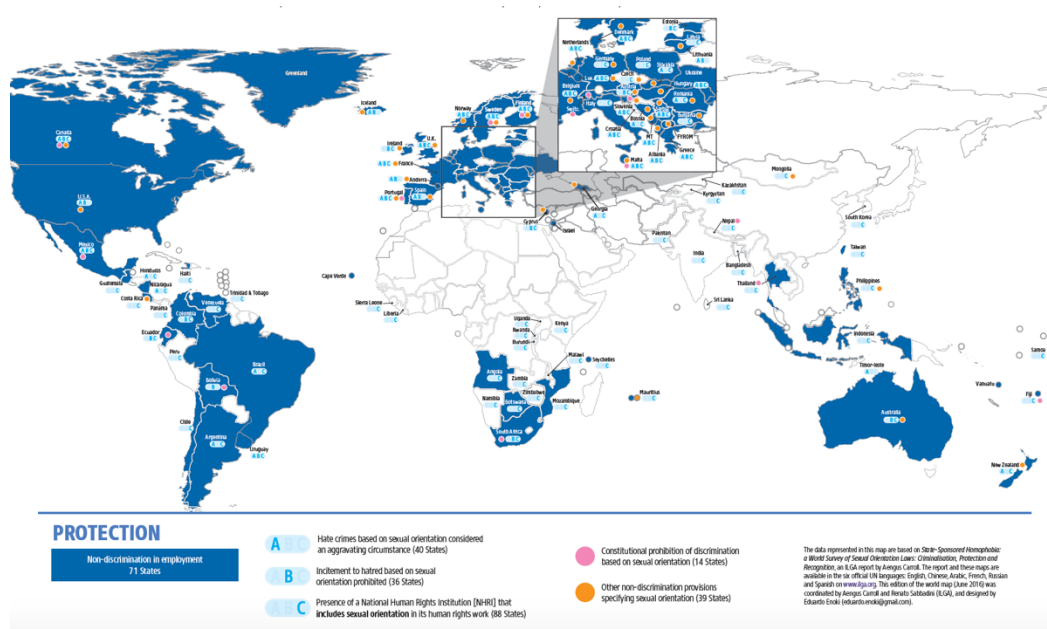 Greenland
Iceland
A B
Canada
A B C
Norway
Sweden
A B C
Finland
A B C
Ireland
B C
U.K.
A B C
A B C France
Andorra
Portugal
A B C
Spain
U.S.A.
A B
Mexico
A B C
Honduras
A C
Haiti
C
Guatemala
C
Nicaragua
A C
Costa Rica
C
Panama
C
Trinidad & Tobago
C
Venezuela
C
Colombia
B C
Ecuador
B C
Peru
C
Brazil
A C
Bolivia
B
Chile
C
Argentina
A C
Uruguay
A B C
Netherlands
A B C
Denmark
A B C
Estonia
B C
Latvia
C
Lithuania
A B
Germany
Poland
C
Slovakia
A C
Ukraine
Belgium
A B C
Lux.
A B C
Czech
C
Hungary A B C
Austria
B C
Romania
A C
Switz.
Italy
Slovenia
Bosnia
A C
Croatia
A B C
MT
A B C
FYROM
Albania
A B C
Greece
A B C
Malta
A B C
Cyprus
B C
Israel
Georgia
A C
Kazakhstan
C
Kyrgyztan
C
Mongolia
C
Pakistan
C
Nepal
C
South Korea
C
India
C
Bangladesh
C
Taiwan
Thailand
C
Philippines
C
Sri Lanka
C
Indonesia
C
Timor-leste
Cape Verde
Sierra Leone
C
Liberia
C
Uganda
C
Rwanda
C
Burundi
C
Kenya
C
Malawi
C
Seychelles
Angola
C
Zambia
C
Zimbabwe
C
Mozambique
C
Namibia
C
Botswana
C
South Africa
B C
Mauritius
C
Samoa
C
Vanuatu
Fiji
C
Australia
B C
New Zealand
A C
PROTECTION
Non-discrimination in employment
71 States
A B C
Hate crimes based on sexual orientation considered
an aggravating circumstance (40 States)
A B C
Incitement to hatred based on sexual
orientation prohibited (36 States)
A B C
Presence of a National Human Rights Institution [NHRI] that
includes sexual orientation in its human rights work (88 States)
Constitutional prohibition of discrimination
based on sexual orientation (14 States)
Other non-discrimination provisions
specifying sexual orientation (39 States)
The data represented in this map are based on State-Sponsored Homophobia:
a World Survey of Sexual Orientation Laws: Criminalisation, Protection and
Recognition, an ILGA report by Aengus Carroll. The report and these maps are
available in the six official UN languages: English, Chinese, Arabic, French, Russian
and Spanish on www.ilga.org. This edition of the world map (June 2016) was
coordinated by Aengus Carroll and Renato Sabbadini (ILGA), and designed by
Eduardo Enoki (eduardo.enoki@gmail.com).